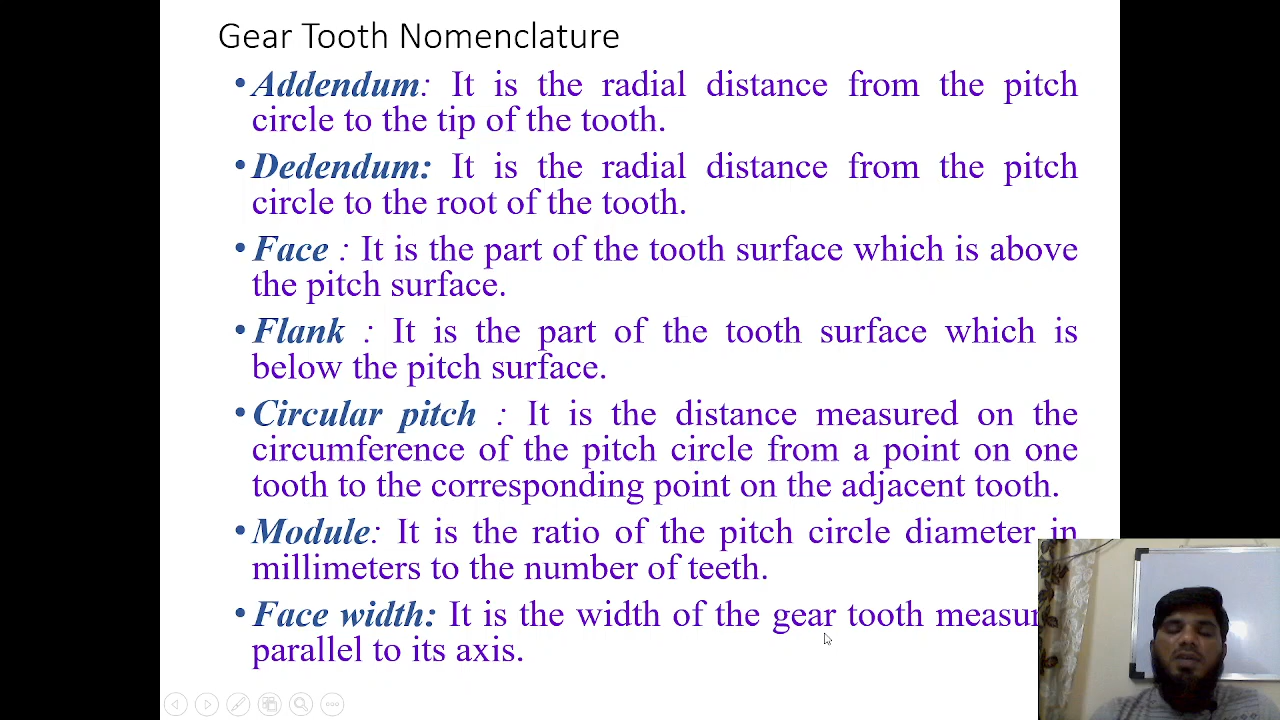 Gear Tooth Nomenclature
•Addendum: It is the radial distance from the pitch
circle to the tip of the tooth.
•Dedendum: It is the radial distance from the pitch
circle to the root of the tooth.
•Face : It is the part of the tooth surface which is above
the pitch surface.
•Flank : It is the part of the tooth surface which is
below the pitch surface.
•Circular pitch : It is the distance measured on the
circumference of the pitch circle from a point on one
tooth to the corresponding point on the adjacent tooth.
•Module: It is the ratio of the pitch circle diameter in
millimeters to the number of teeth.
•Face width: It is the width of the gear tooth
parallel to its axis.